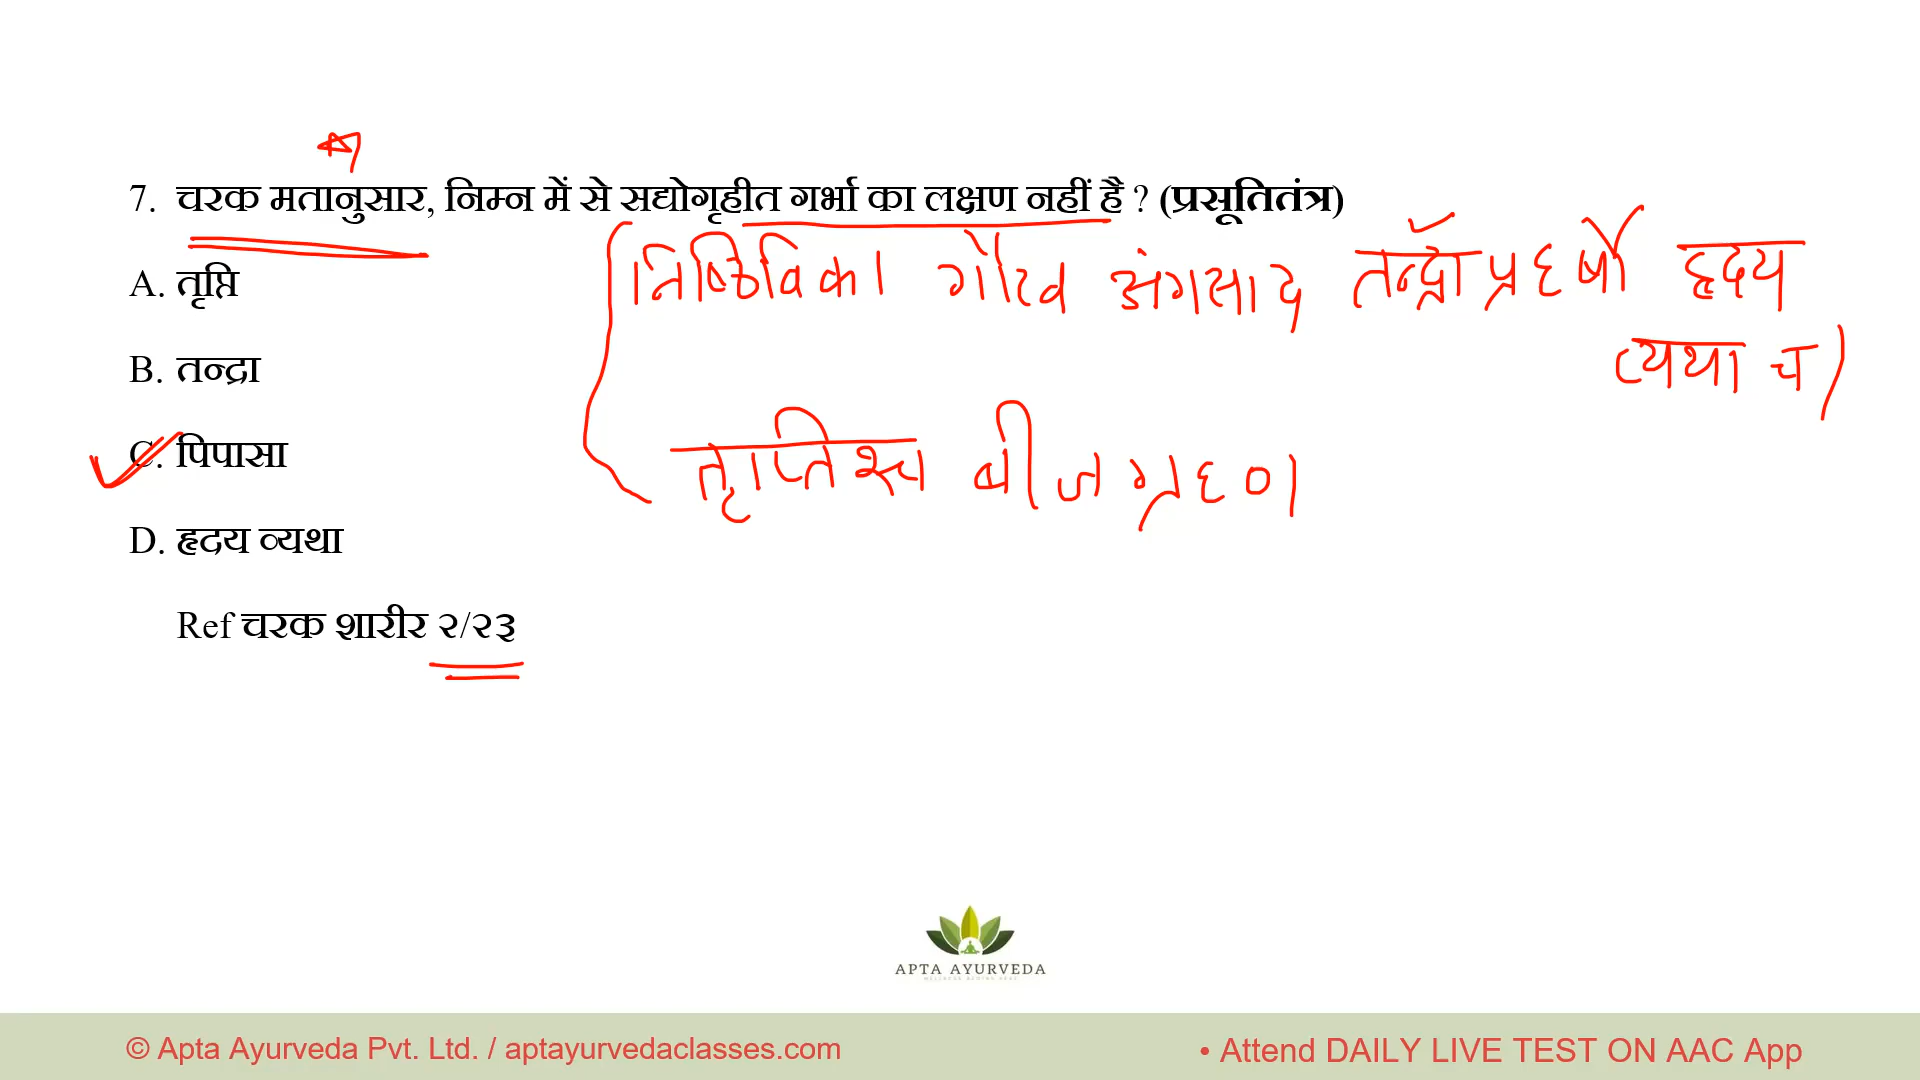 7. चरक मतानुसार, निम्न में से सद्योगृहीत गर्भा का लक्षण नहीं है ? (प्रसूतितंत्र)
निष्ठिविका गौरव अंगसाद तन्द्राप्रहर्षो हृदय
A. तृप्ति
व्यथा च
B. तन्द्रा
C. पिपासा
तृप्तिश्च बीजग्रहण
D. हृदय व्यथा
Ref चरक शारीर २/२३
APTA AYURVEDA
© Apta Ayurveda Pvt. Ltd. / aptayurvedaclasses.com
• Attend DAILY LIVE TEST ON AAC App